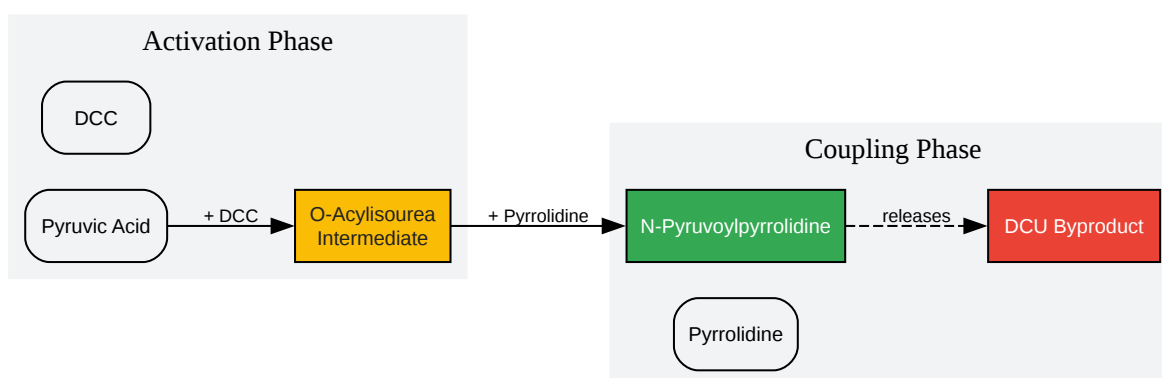 Activation Phase
DCC
Pyruvic Acid
+ DCC
O-Acylisourea
Intermediate
+ Pyrrolidine
Coupling Phase
N-Pyruvoylpyrrolidine
releases
DCU Byproduct
Pyrrolidine